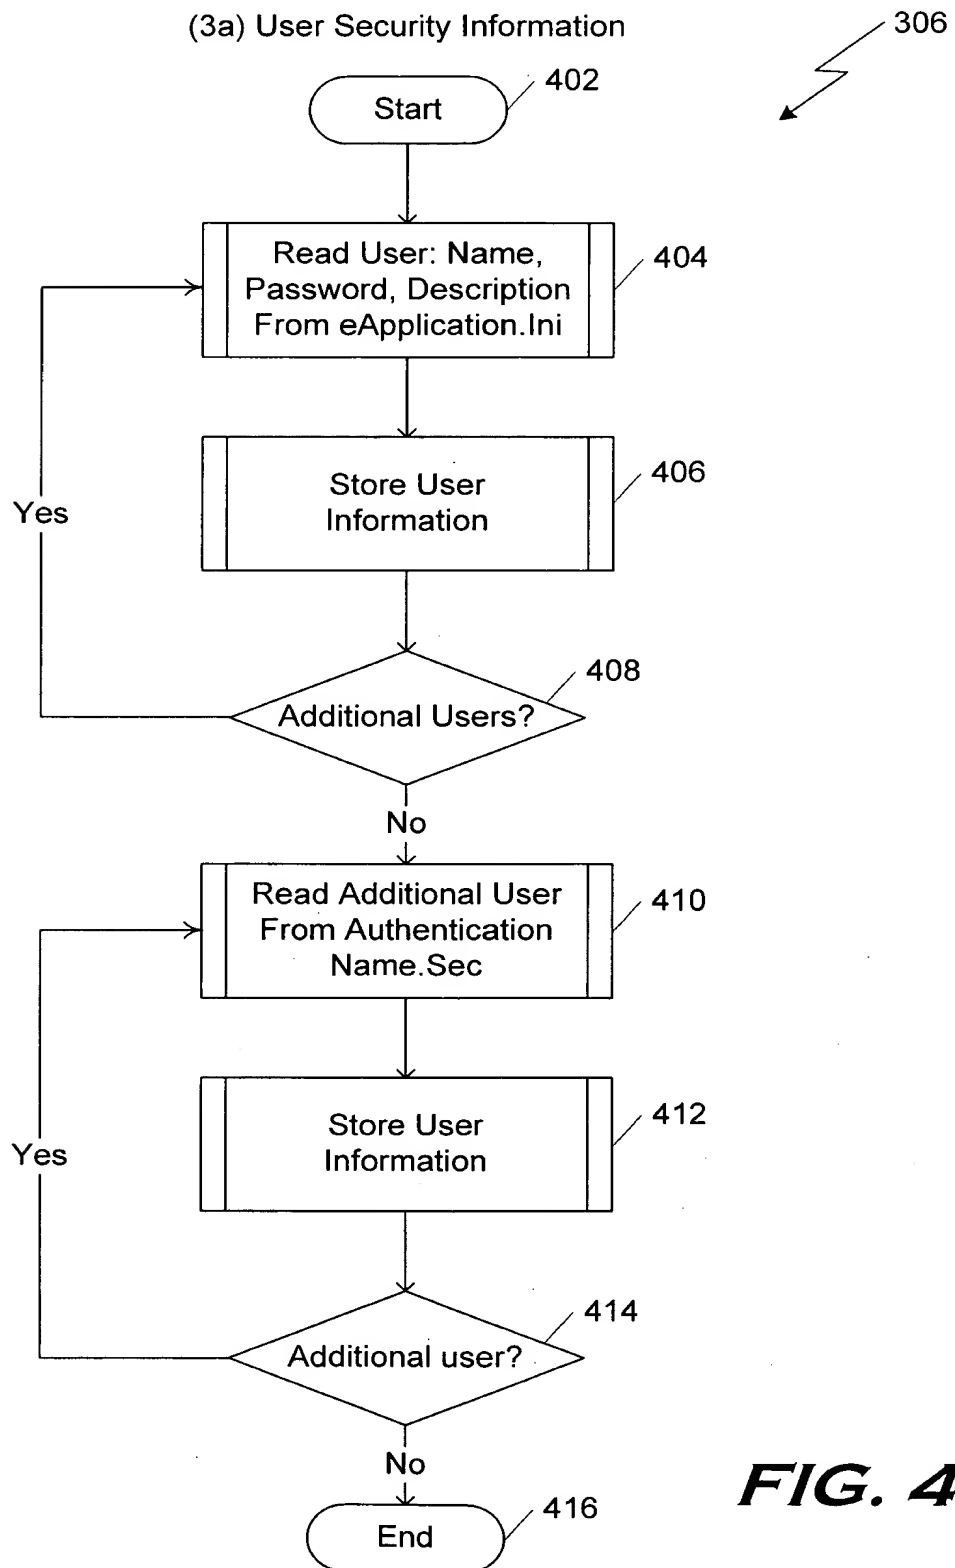 (3a) User Security Information
306
Start
402
Read User: Name,
Password, Description
From eApplication.Ini
404
Store User
Information
406
Yes
Additional Users?
408
No
Read Additional User
From Authentication
Name.Sec
410
Store User
Information
412
Yes
Additional user?
414
No
End
416
FIG. 4